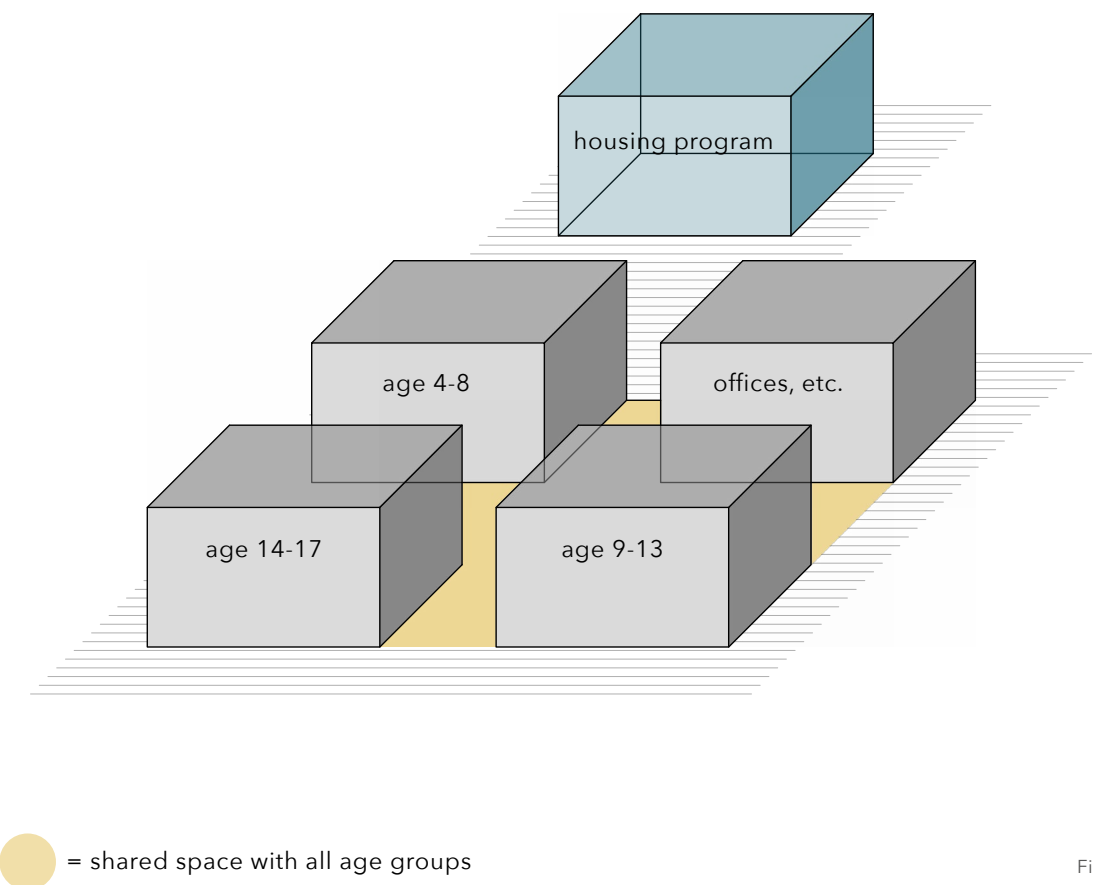 housing program
age 4-8
offices, etc.
age 14-17
age 9-13
= shared space with all age groups
Fi